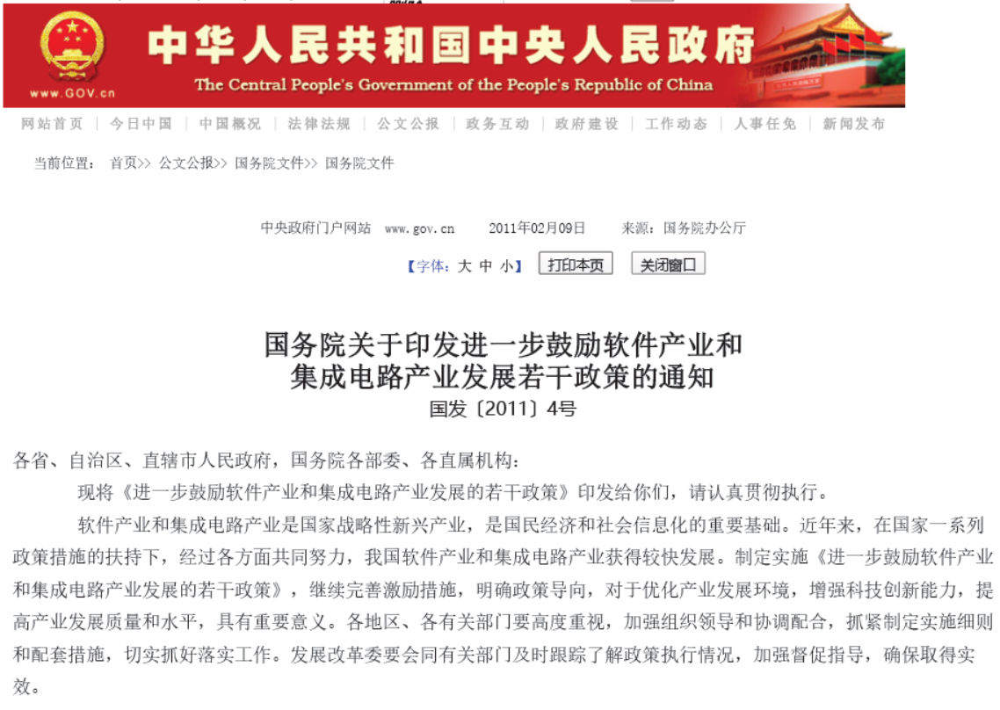 中华人民共和国中央人民政府
www.GOV.cn
The Central People's Government of the People's Republic of China
网站首页 | 今日中国 | 中国概况 | 法律法规 | 公文公报 | 政务互动 | 政府建设 | 工作动态 | 人事任免 | 新闻发布
当前位置： 首页>> 公文公报>> 国务院文件>> 国务院文件
中央政府门户网站 www.gov.cn 2011年02月09日 来源：国务院办公厅
【字体：大 中 小】 打印本页 关闭窗口
国务院关于印发进一步鼓励软件产业和
集成电路产业发展若干政策的通知
国发〔2011〕4号
各省、自治区、直辖市人民政府，国务院各部委、各直属机构：
现将《进一步鼓励软件产业和集成电路产业发展的若干政策》印发给你们，请认真贯彻执行。
软件产业和集成电路产业是国家战略性新兴产业，是国民经济和社会信息化的重要基础。近年来，在国家一系列
政策措施的扶持下，经过各方面共同努力，我国软件产业和集成电路产业获得较快发展。制定实施《进一步鼓励软件产业
和集成电路产业发展的若干政策》，继续完善激励措施，明确政策导向，对于优化产业发展环境，增强科技创新能力，提
高产业发展质量和水平，具有重要意义。各地区、各有关部门要高度重视，加强组织领导和协调配合，抓紧制定实施细则
和配套措施，切实抓好落实工作。发展改革委要会同有关部门及时跟踪了解政策执行情况，加强督促指导，确保取得实
效。